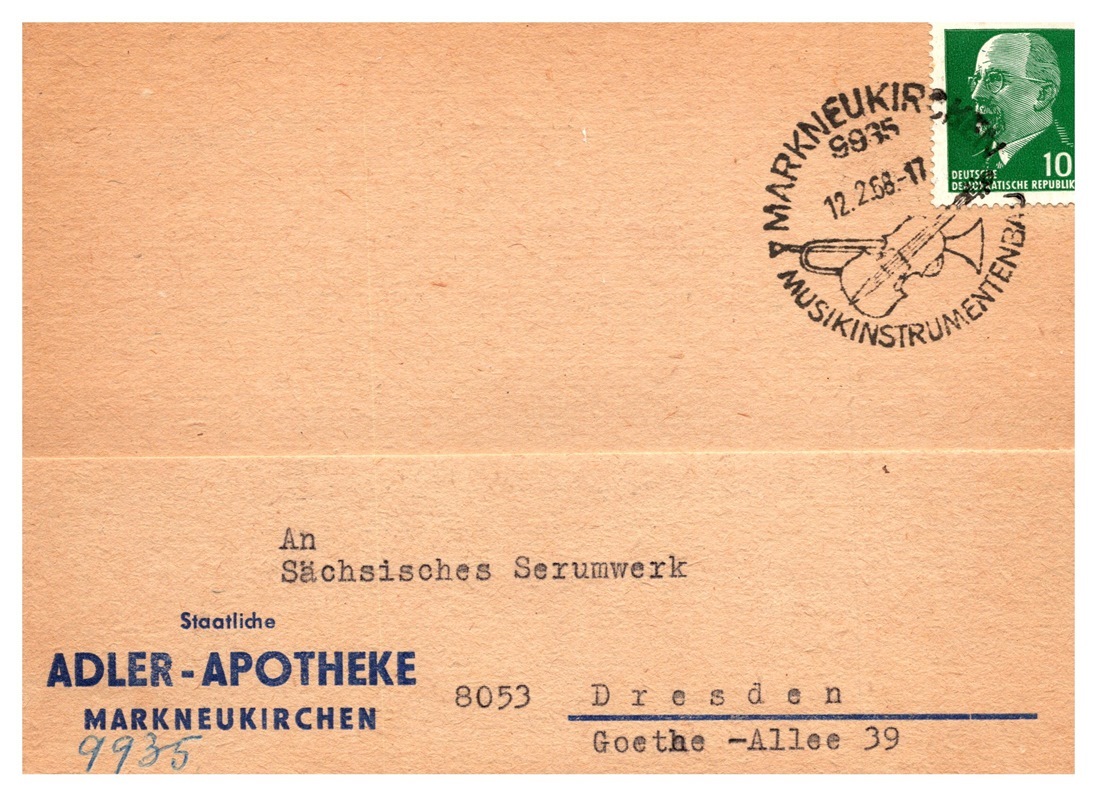 10
DEUTSCHE
DEMOKRATISCHE REPUBLIK
MARKNEUKIRCHEN
9935
12.2.68.-17
MUSIKINSTRUMENTENBAU
An
Sächsisches Serumwerk
Staatliche
ADLER-APOTHEKE
MARKNEUKIRCHEN
9935
8053 Dresden
Goethe -Allee 39